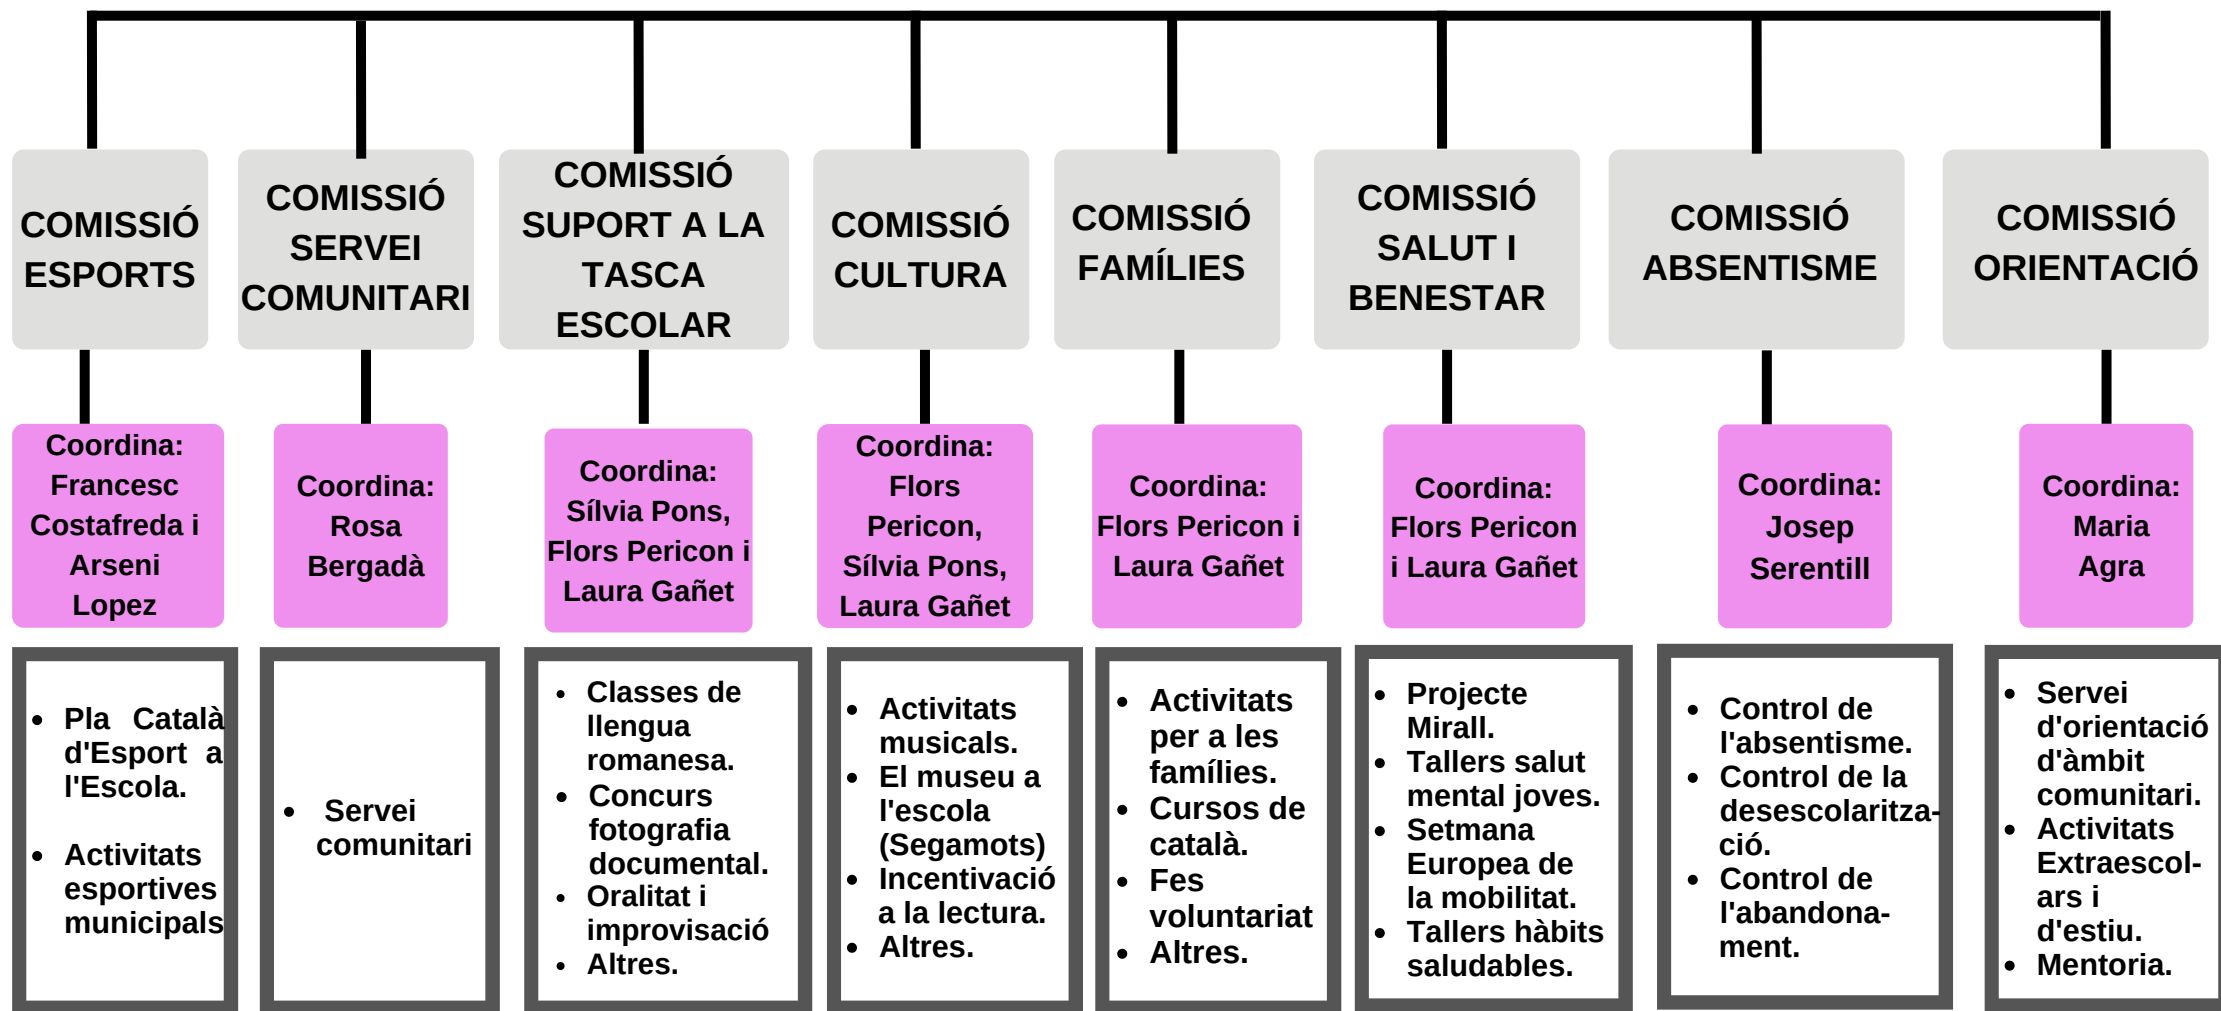 COMISSIÓ
ESPORTS
COMISSIÓ
SERVEI
COMUNITARI
COMISSIÓ
SUPORT A LA
TASCA
ESCOLAR
COMISSIÓ
CULTURA
COMISSIÓ
FAMÍLIES
COMISSIÓ
SALUT I
BENESTAR
COMISSIÓ
ABSENTISME
COMISSIÓ
ORIENTACIÓ
Coordina:
Francesc
Costafreda i
Arseni
Lopez
Coordina:
Rosa
Bergadà
Coordina:
Sílvia Pons,
Flors Pericon i
Laura Gañet
Coordina:
Flors
Pericon,
Sílvia Pons,
Laura Gañet
Coordina:
Flors Pericon i
Laura Gañet
Coordina:
Flors Pericon
i Laura Gañet
Coordina:
Josep
Serentill
Coordina:
Maria
Agra
• Pla Català
d'Esport a
l'Escola.
• Activitats
esportives
municipals
• Servei
comunitari
• Classes de
llengua
romanesa.
• Concurs
fotografia
documental.
• Oralitat i
improvisació
• Altres.
• Activitats
musicals.
• El museu a
l'escola
(Segamots)
• Incentivació
a la lectura.
• Altres.
• Activitats
per a les
famílies.
• Cursos de
català.
• Fes
voluntariat
• Altres.
• Projecte
Mirall.
• Tallers salut
mental joves.
• Setmana
Europea de
la mobilitat.
• Tallers hàbits
saludables.
• Control de
l'absentisme.
• Control de la
desescolaritza-
ció.
• Control de
l'abandona-
ment.
• Servei
d'orientació
d'àmbit
comunitari.
• Activitats
Extraescol-
ars i
d'estiu.
• Mentoria.